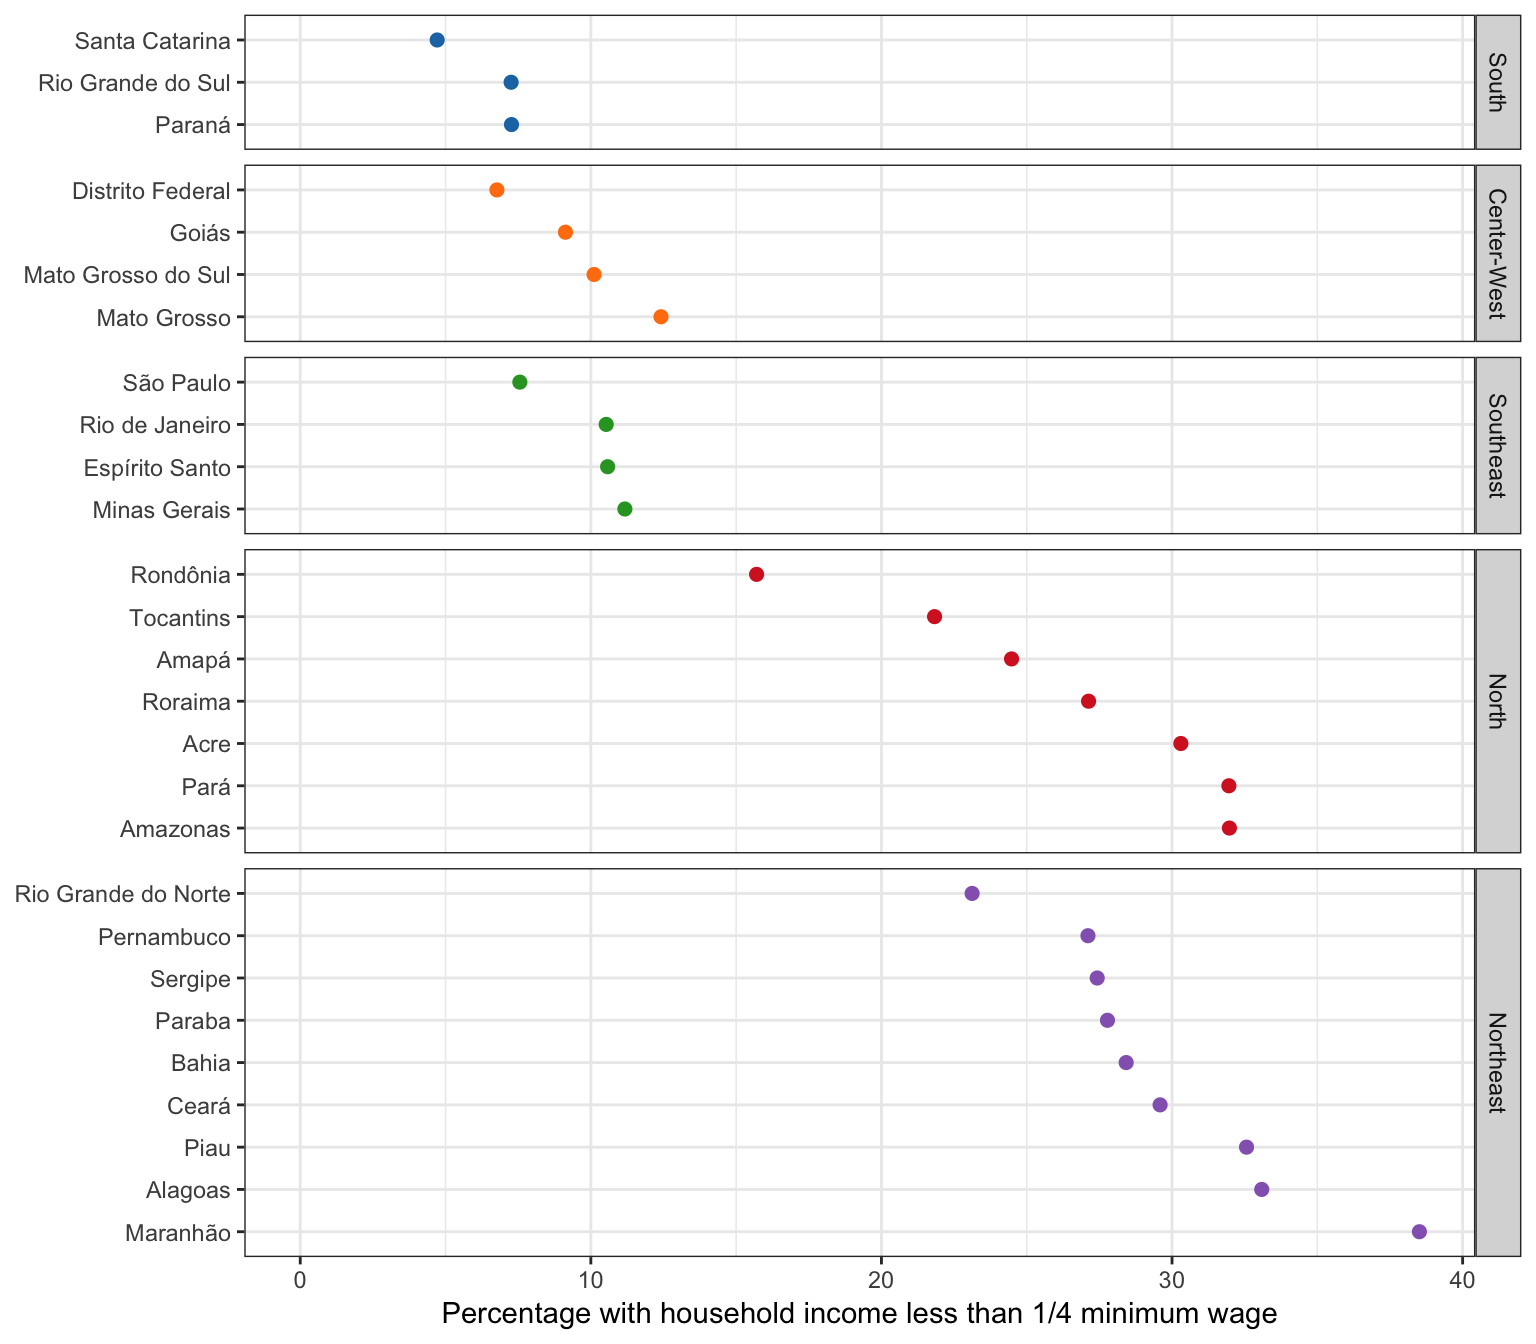 Santa Catarina
Rio Grande do Sul
Paraná
South
Distrito Federal
Goiás
Mato Grosso do Sul
Mato Grosso
Center-West
São Paulo
Rio de Janeiro
Espírito Santo
Minas Gerais
Southeast
Rondônia
Tocantins
Amapá
Roraima
Acre
Pará
Amazonas
North
Rio Grande do Norte
Pernambuco
Sergipe
Paraba
Bahia
Ceará
Piau
Alagoas
Maranhão
Northeast
0 10 20 30 40
Percentage with household income less than 1/4 minimum wage